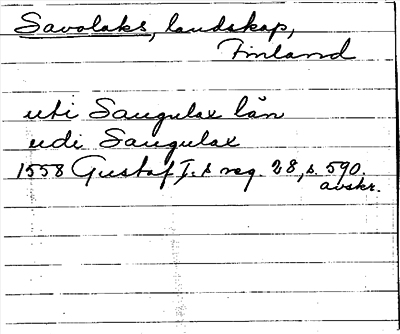 Savolaks, landskap,
Finland
uti Saugulax län
udi Saugulax
1558 Gustaf I.s reg. 28, s. 590.
avskr.